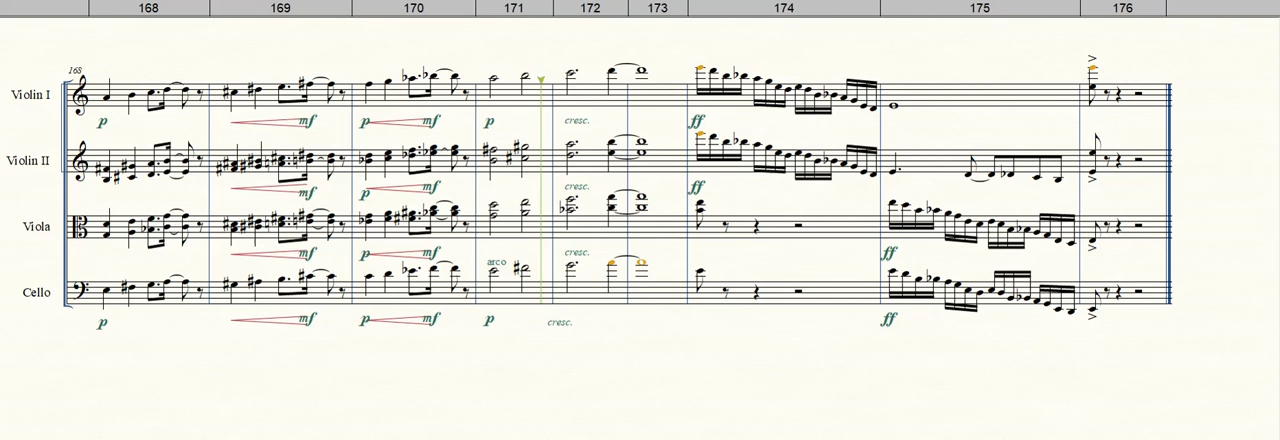 168 169 170 171 172 173 174 175 176
168
Violin I
p mf p mf p cresc. ff
Violin II
mf p mf cresc. ff
Viola
mf p mf cresc. ff
arco
Cello
p mf p mf p cresc. ff